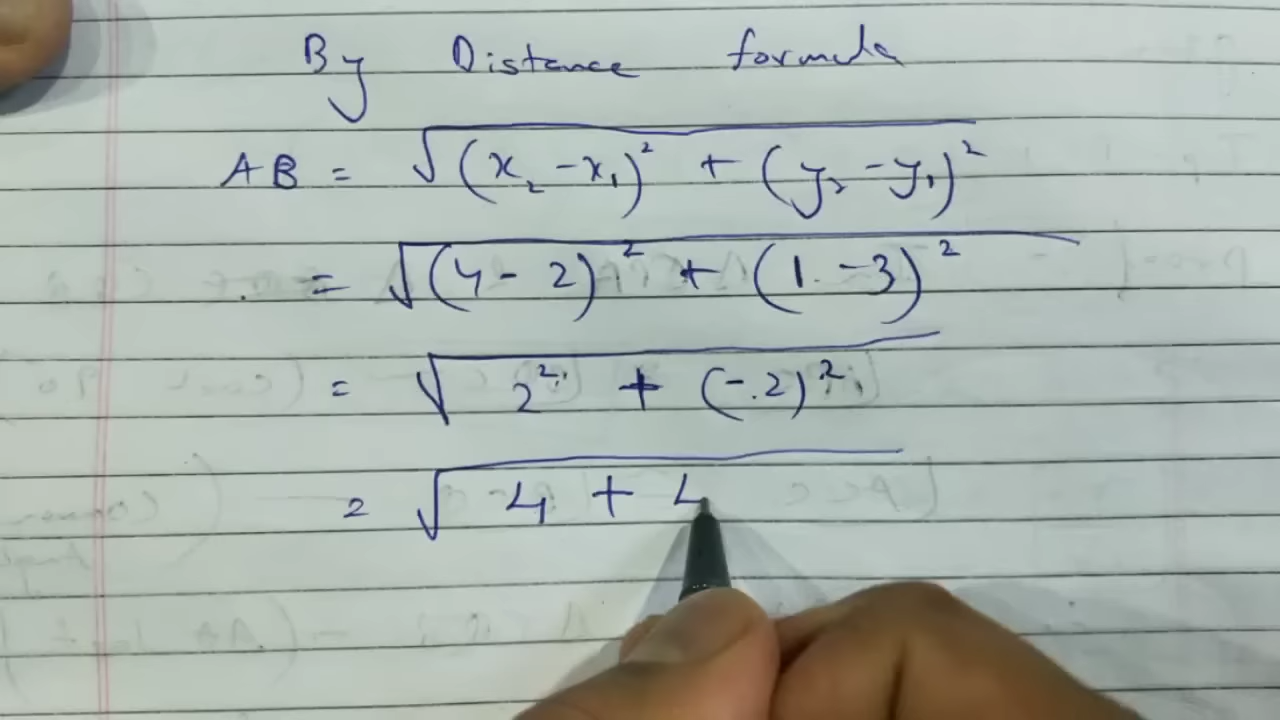 By Distance formula
AB = √(x₂ - x₁)² + (y₂ - y₁)²
= √(4 - 2)² + (1 - 3)²
= √2² + (-2)²
= √4 + 4